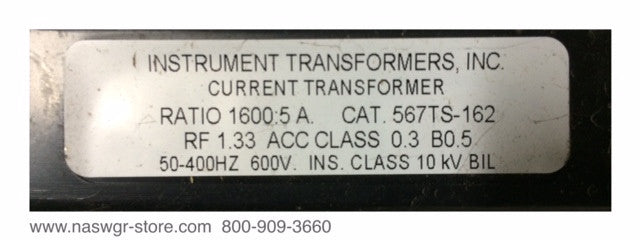 INSTRUMENT TRANSFORMERS, INC.
CURRENT TRANSFORMER
RATIO 1600:5 A. CAT. 567TS-162
RF 1.33 ACC CLASS 0.3 B0.5
50-400HZ 600V. INS. CLASS 10 kV BIL
www.naswgr-store.com 800-909-3660